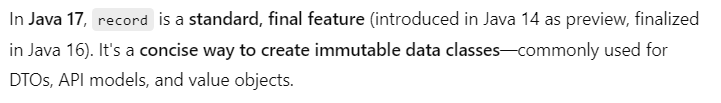 In Java 17, record is a standard, final feature (introduced in Java 14 as preview, finalized
in Java 16). It's a concise way to create immutable data classes—commonly used for
DTOs, API models, and value objects.